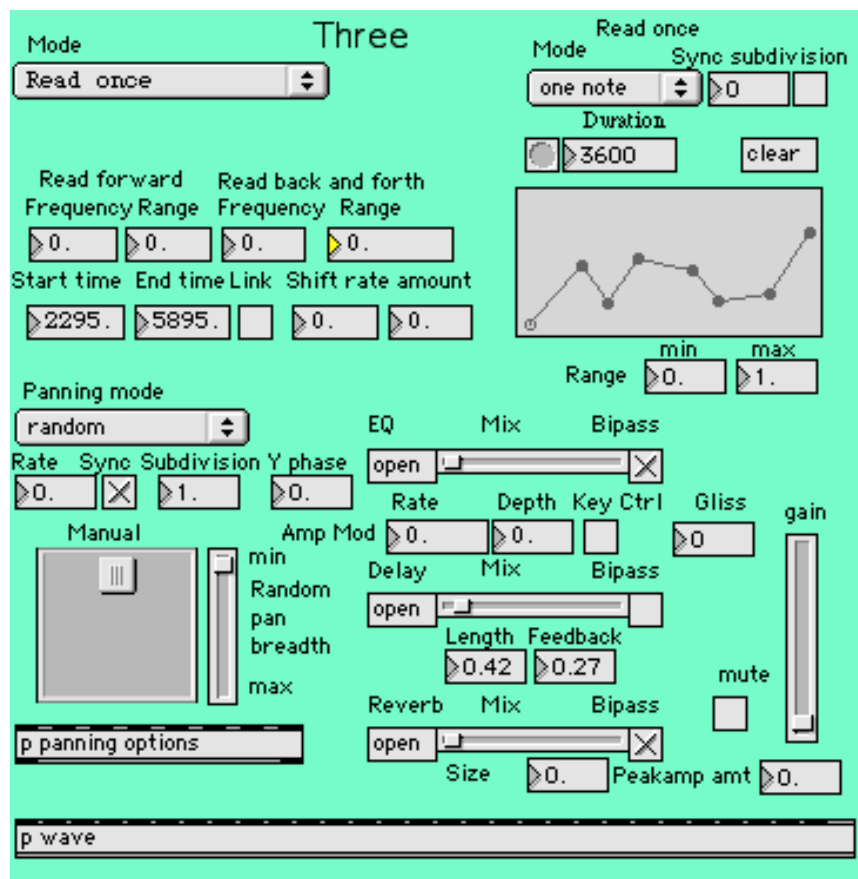 Three
Mode
Read once
Read once
Mode
Sync subdivision
one note
0
Duration
3600
clear
Read forward
Read back and forth
Frequency Range
Frequency Range
0.
0.
0.
0.
Start time End time Link
Shift rate amount
2295.
5895.
0.
0.
min
max
Range
0.
1.
Panning mode
random
Rate Sync Subdivision Y phase
0.
1.
0.
EQ Mix Bipass
open
Rate Depth Key Ctrl Gliss
Amp Mod
0.
0.
0
gain
Manual
min
Random
pan
breadth
max
Delay Mix Bipass
open
Length Feedback
0.42
0.27
mute
Reverb Mix Bipass
open
Size
0.
Peakamp amt
0.
p panning options
p wave